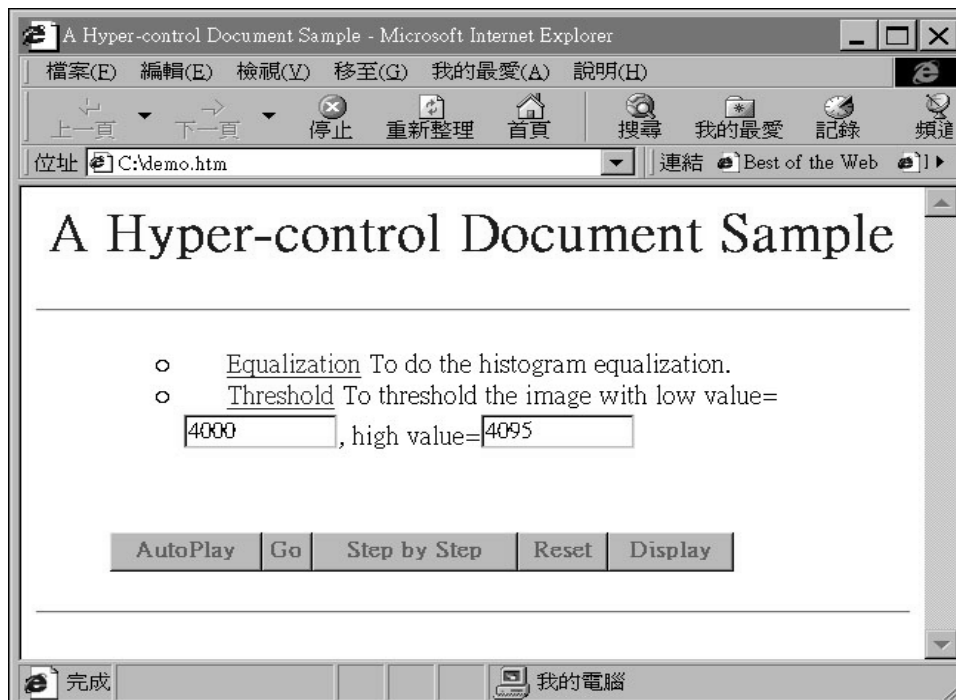 A Hyper-control Document Sample - Microsoft Internet Explorer
檔案(F) 編輯(E) 檢視(V) 移至(G) 我的最愛(A) 說明(H)
上一頁 下一頁 停止 重新整理 首頁 搜尋 我的最愛 記錄 頻道
位址 C:\demo.htm 連結 Best of the Web
A Hyper-control Document Sample
Equalization To do the histogram equalization.
Threshold To threshold the image with low value=
4000, high value=4095
AutoPlay Go Step by Step Reset Display
完成 我的電腦